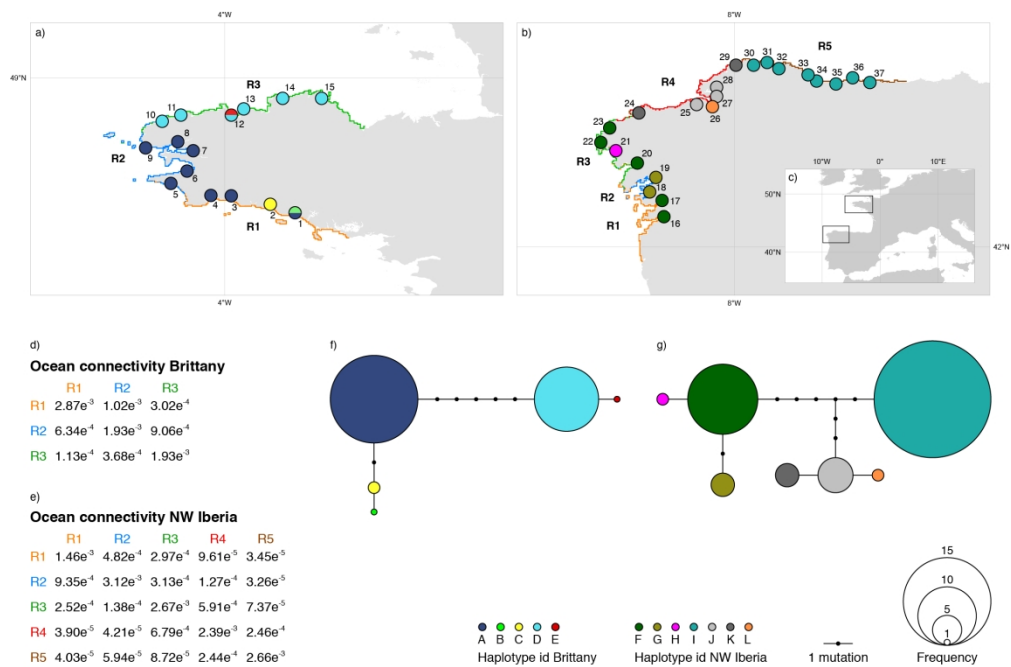 a)
4°W
49°N
R3
14
15
13
11
10
12
8
R2
9
7
6
5
4
3
2
R1
1
4°W
b)
8°W
R5
31
30
32
29
36
33
34
35
37
R4
28
27
24
25
26
23
22
21
R3
20
19
18
R2
17
R1
16
42°N
8°W
c)
10°W
0°E
10°E
50°N
40°N
d)
Ocean connectivity Brittany
R1 R2 R3
R1 2.87e⁻³ 1.02e⁻³ 3.02e⁻⁴
R2 6.34e⁻⁴ 1.93e⁻³ 9.06e⁻⁴
R3 1.13e⁻⁴ 3.68e⁻⁴ 1.93e⁻³
e)
Ocean connectivity NW Iberia
R1 R2 R3 R4 R5
R1 1.46e⁻³ 4.82e⁻⁴ 2.97e⁻⁴ 9.61e⁻⁵ 3.45e⁻⁵
R2 9.35e⁻⁴ 3.12e⁻³ 3.13e⁻⁴ 1.27e⁻⁴ 3.26e⁻⁵
R3 2.52e⁻⁴ 1.38e⁻⁴ 2.67e⁻³ 5.91e⁻⁴ 7.37e⁻⁵
R4 3.90e⁻⁵ 4.21e⁻⁵ 6.79e⁻⁴ 2.39e⁻³ 2.46e⁻⁴
R5 4.03e⁻⁵ 5.94e⁻⁵ 8.72e⁻⁵ 2.44e⁻⁴ 2.66e⁻³
f)
g)
A B C D E
Haplotype id Brittany
F G H I J K L
Haplotype id NW Iberia
1 mutation
15
10
5
1
Frequency